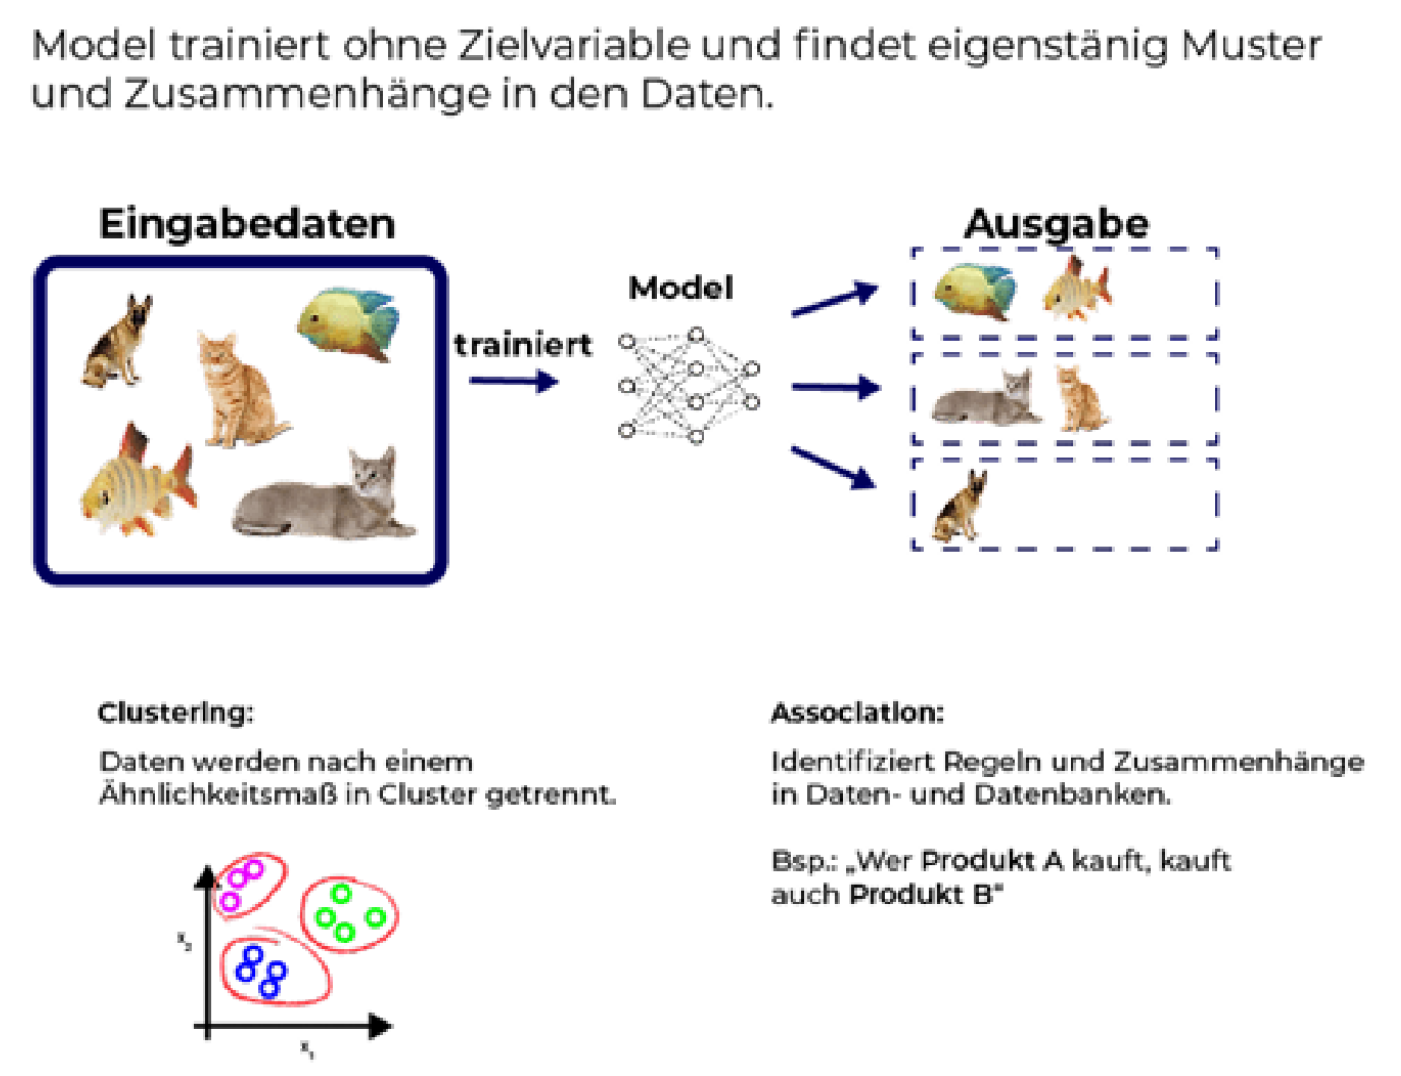 Model trainiert ohne Zielvariable und findet eigenstänig Muster
und Zusammenhänge in den Daten.
Eingabedaten
Ausgabe
Model
trainiert
Clustering:
Daten werden nach einem
Ähnlichkeitsmaß in Cluster getrennt.
x₂
x₁
Association:
Identifiziert Regeln und Zusammenhänge
in Daten- und Datenbanken.
Bsp.: „Wer Produkt A kauft, kauft
auch Produkt B“